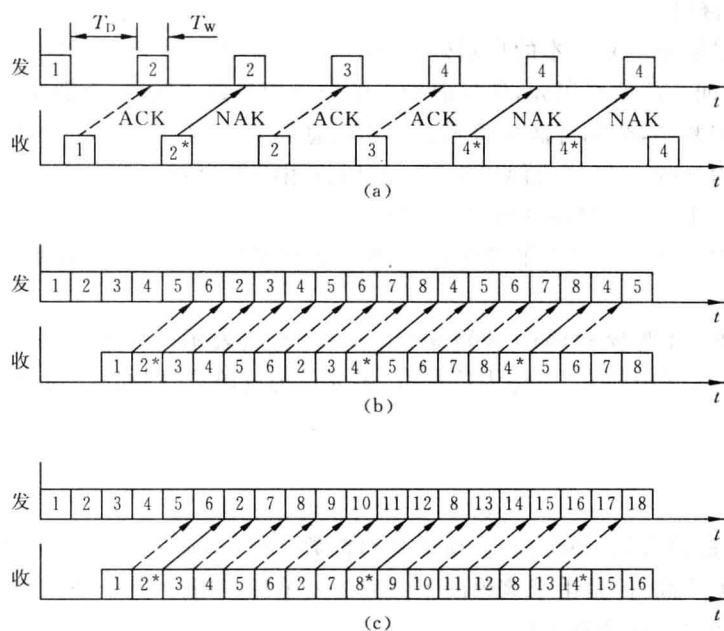 T_D T_W
发 1 2 2 3 4 4 4 t
ACK NAK ACK ACK NAK NAK
收 1 2* 2 3 4* 4* 4 t
(a)
发 1 2 3 4 5 6 2 3 4 5 6 7 8 4 5 6 7 8 4 5 t
收 1 2* 3 4 5 6 2 3 4* 5 6 7 8 4* 5 6 7 8 t
(b)
发 1 2 3 4 5 6 2 7 8 9 10 11 12 8 13 14 15 16 17 18 t
收 1 2* 3 4 5 6 2 7 8* 9 10 11 12 8 13 14* 15 16 t
(c)